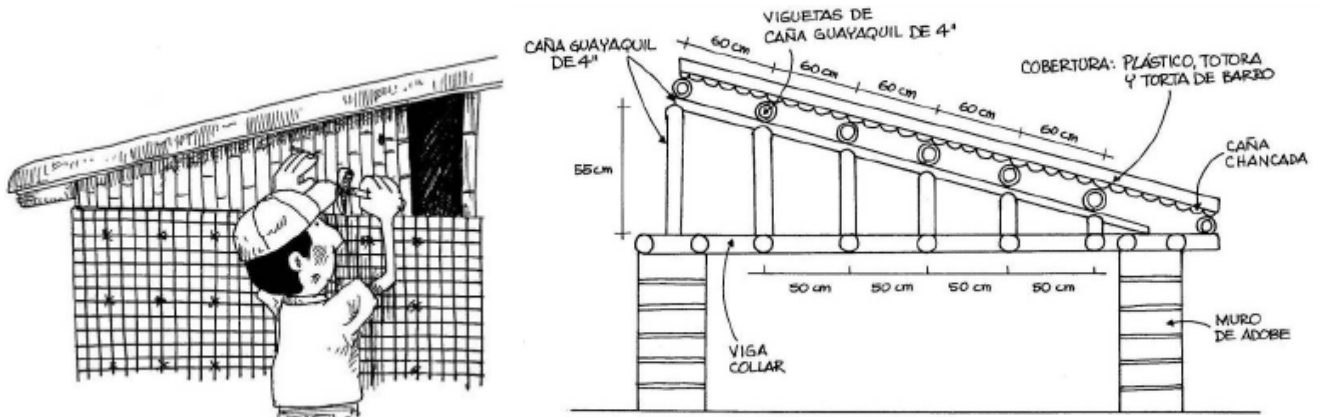 CAÑA GUAYAQUIL
DE 4"
VIGUETAS DE
CAÑA GUAYAQUIL DE 4"
60 cm
60 cm
60 cm
60 cm
60 cm
COBERTURA: PLÁSTICO, TOTORA
Y TORTA DE BARRO
CAÑA
CHANCADA
55 cm
50 cm
50 cm
50 cm
50 cm
VIGA
COLLAR
MURO
DE ADOBE